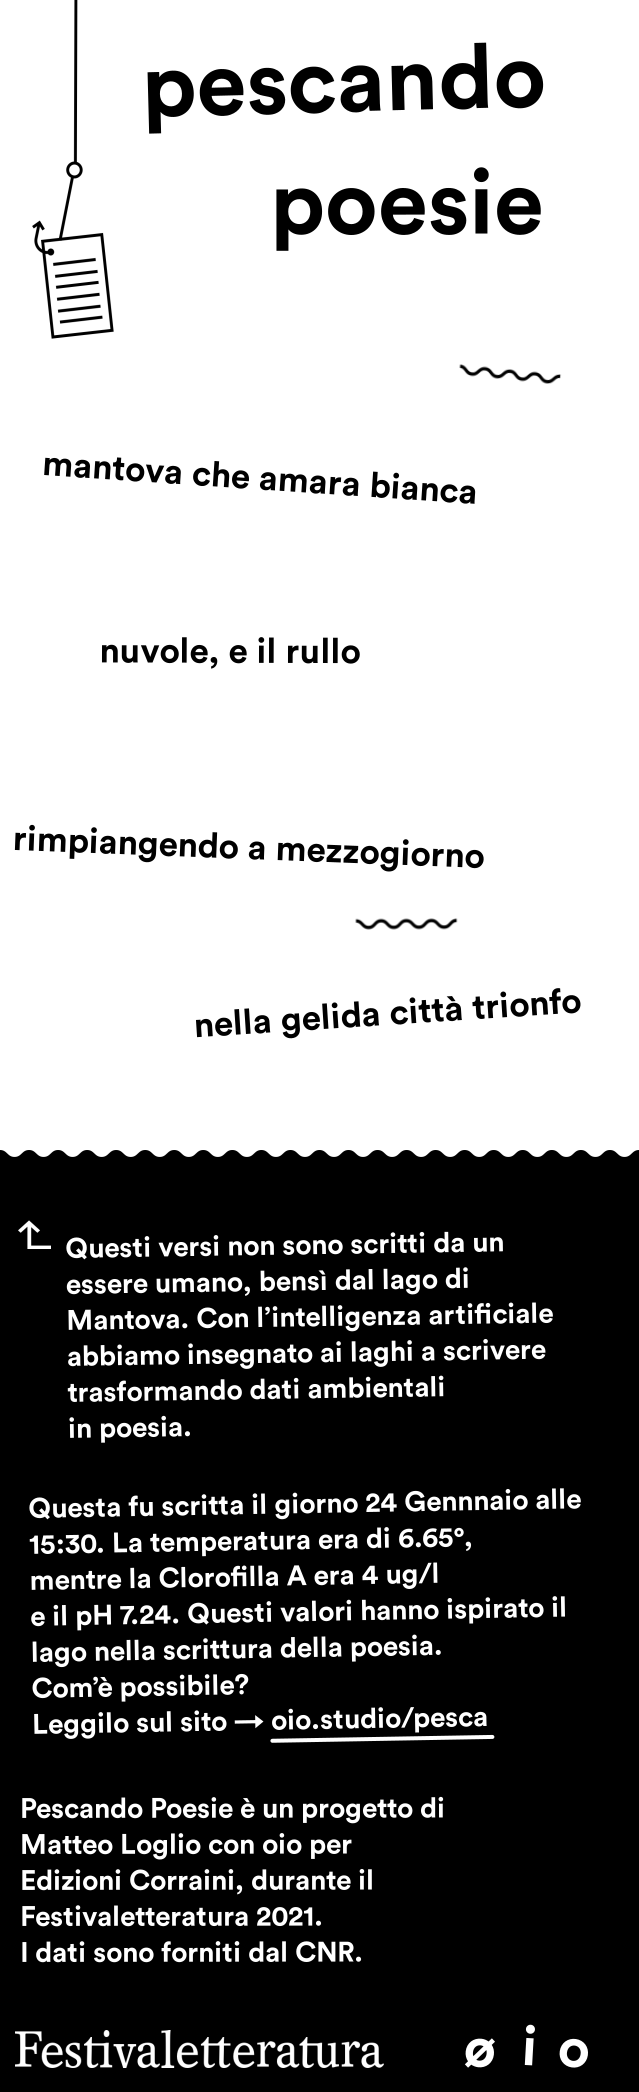 pescando
poesie
mantova che amara bianca
nuvole, e il rullo
rimpiangendo a mezzogiorno
nella gelida città trionfo
Questi versi non sono scritti da un
essere umano, bensì dal lago di
Mantova. Con l’intelligenza artificiale
abbiamo insegnato ai laghi a scrivere
trasformando dati ambientali
in poesia.
Questa fu scritta il giorno 24 Gennnaio alle
15:30. La temperatura era di 6.65°,
mentre la Clorofilla A era 4 ug/l
e il pH 7.24. Questi valori hanno ispirato il
lago nella scrittura della poesia.
Com’è possibile?
Leggilo sul sito → oio.studio/pesca
Pescando Poesie è un progetto di
Matteo Loglio con oio per
Edizioni Corraini, durante il
Festivaletteratura 2021.
I dati sono forniti dal CNR.
Festivaletteratura øio